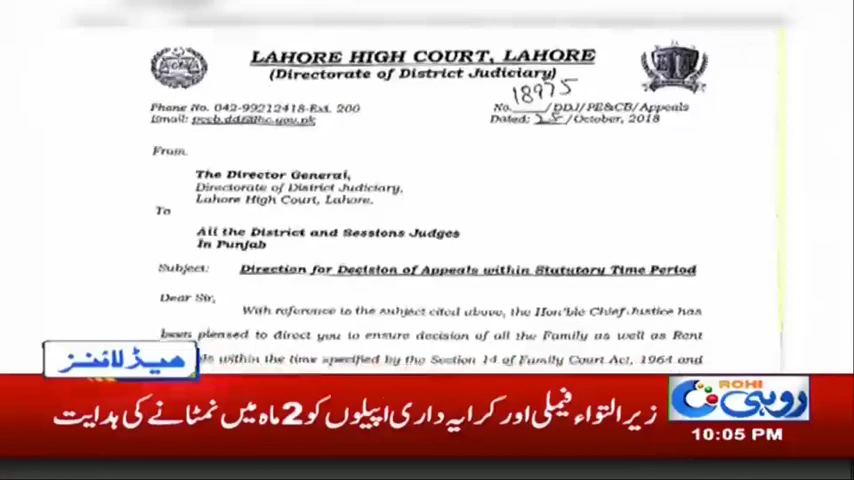 LAHORE HIGH COURT, LAHORE
(Directorate of District Judiciary)
18975
Phone No. 042-99212418-Ext. 200
No. /DDJ/PE&CB/Appeals
Email: pecb.ddj@lhc.gov.pk
Dated: 25/October, 2018
From
The Director General,
Directorate of District Judiciary,
Lahore High Court, Lahore.
To
All the District and Sessions Judges
In Punjab
Subject: Direction for Decision of Appeals within Statutory Time Period
Dear Sir,
With reference to the subject cited above, the Hon'ble Chief Justice has
been pleased to direct you to ensure decision of all the Family as well as Rent
within the time specified by the Section 14 of Family Court Act, 1964 and
ہیڈلائنز
زیر التواء فیملی اور کرایہ داری اپیلوں کو 2 ماہ میں نمٹانے کی ہدایت
ROHI
روہی
10:05 PM